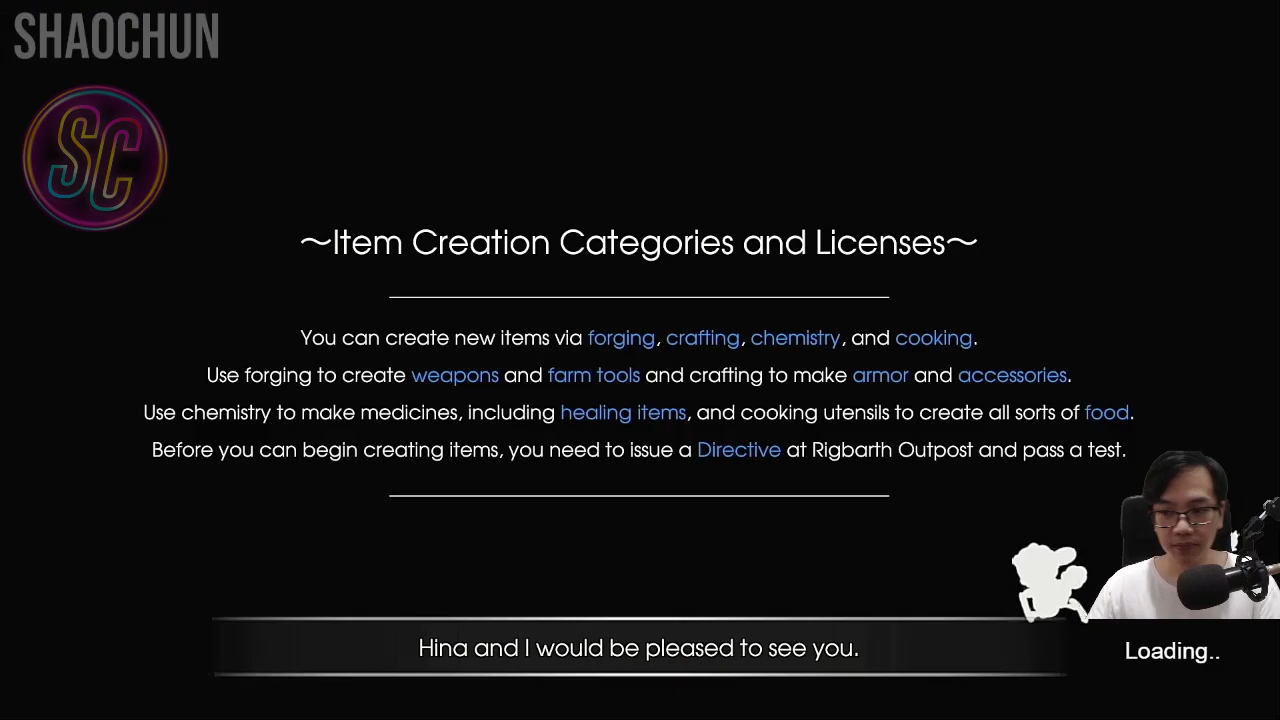 SHAOCHUN
SC
～Item Creation Categories and Licenses～
You can create new items via forging, crafting, chemistry, and cooking.
Use forging to create weapons and farm tools and crafting to make armor and accessories.
Use chemistry to make medicines, including healing items, and cooking utensils to create all sorts of food.
Before you can begin creating items, you need to issue a Directive at Rigbarth Outpost and pass a test.
Hina and I would be pleased to see you.
Loading..